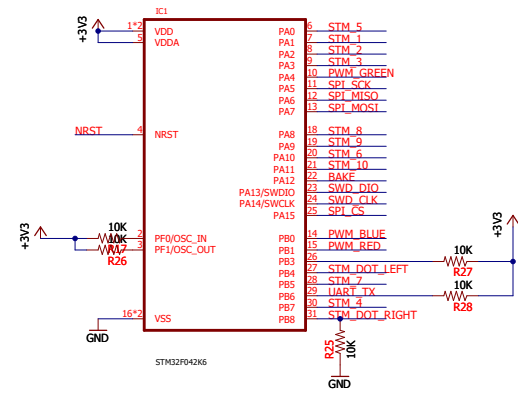 IC1
+3V3
1*2 VDD PA0 6 STM_5
5 VDDA PA1 7 STM_1
PA2 8 STM_2
PA3 9 STM_3
PA4 10 PWM_GREEN
PA5 11 SPI_SCK
PA6 12 SPI_MISO
PA7 13 SPI_MOSI
NRST 4 NRST PA8 18 STM_8
PA9 19 STM_9
PA10 20 STM_6
PA11 21 STM_10
PA12 22 BAKE
PA13/SWDIO 23 SWD_DIO
PA14/SWCLK 24 SWD_CLK
PA15 25 SPI_CS
+3V3
10K
2 PF0/OSC_IN PB0 14 PWM_BLUE
10K
R17
3 PF1/OSC_OUT PB1 15 PWM_RED
R26
+3V3
PB3 26 10K
R27
PB4 27 STM_DOT_LEFT
PB5 28 STM_7
PB6 29 UART_TX 10K
R28
PB7 30 STM_4
16*2 VSS PB8 31 STM_DOT_RIGHT
GND
R25
10K
GND
STM32F042K6